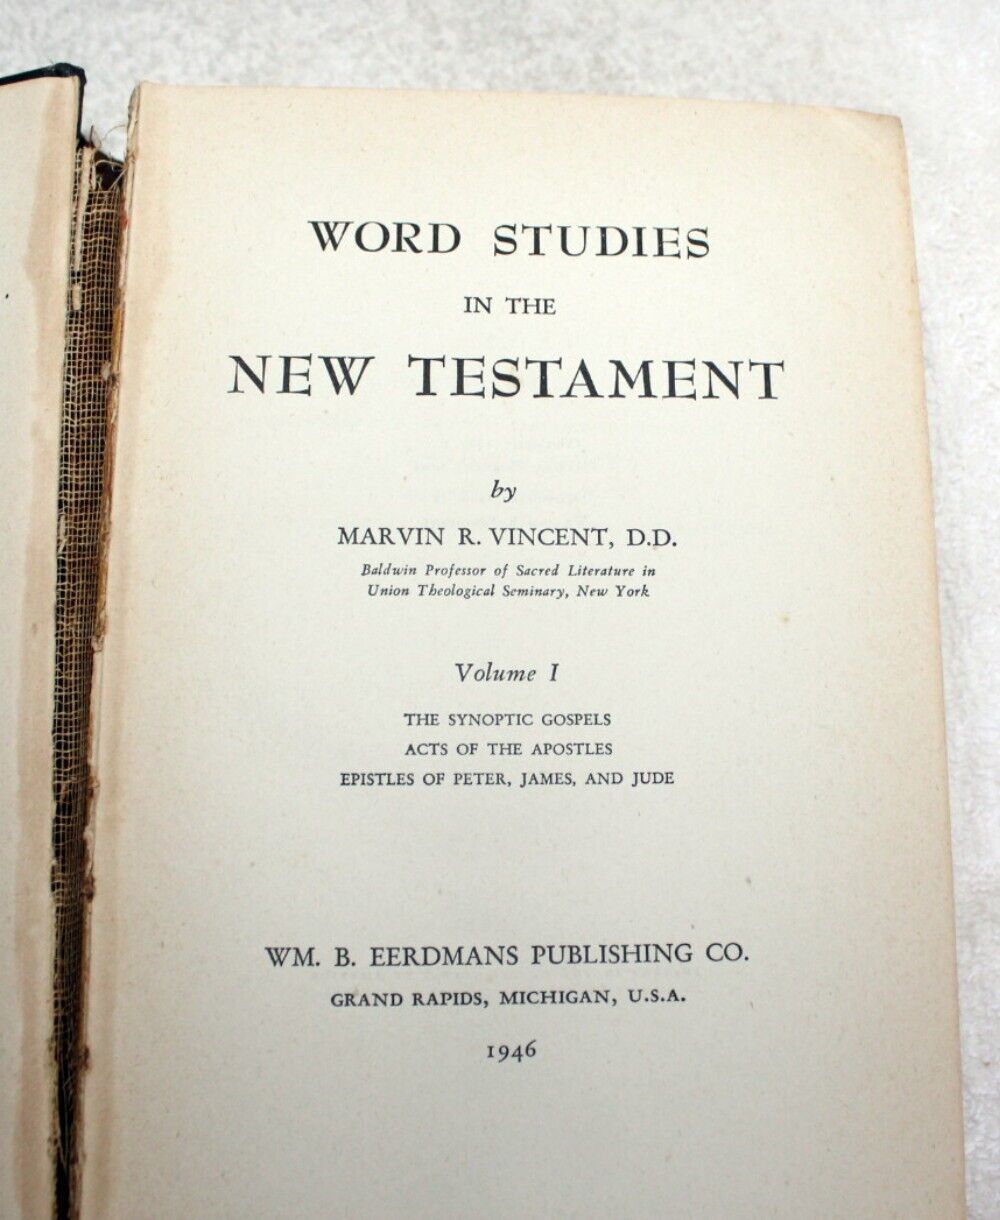 WORD STUDIES
IN THE
NEW TESTAMENT
by
MARVIN R. VINCENT, D.D.
Baldwin Professor of Sacred Literature in
Union Theological Seminary, New York
Volume I
THE SYNOPTIC GOSPELS
ACTS OF THE APOSTLES
EPISTLES OF PETER, JAMES, AND JUDE
WM. B. EERDMANS PUBLISHING CO.
GRAND RAPIDS, MICHIGAN, U.S.A.
1946